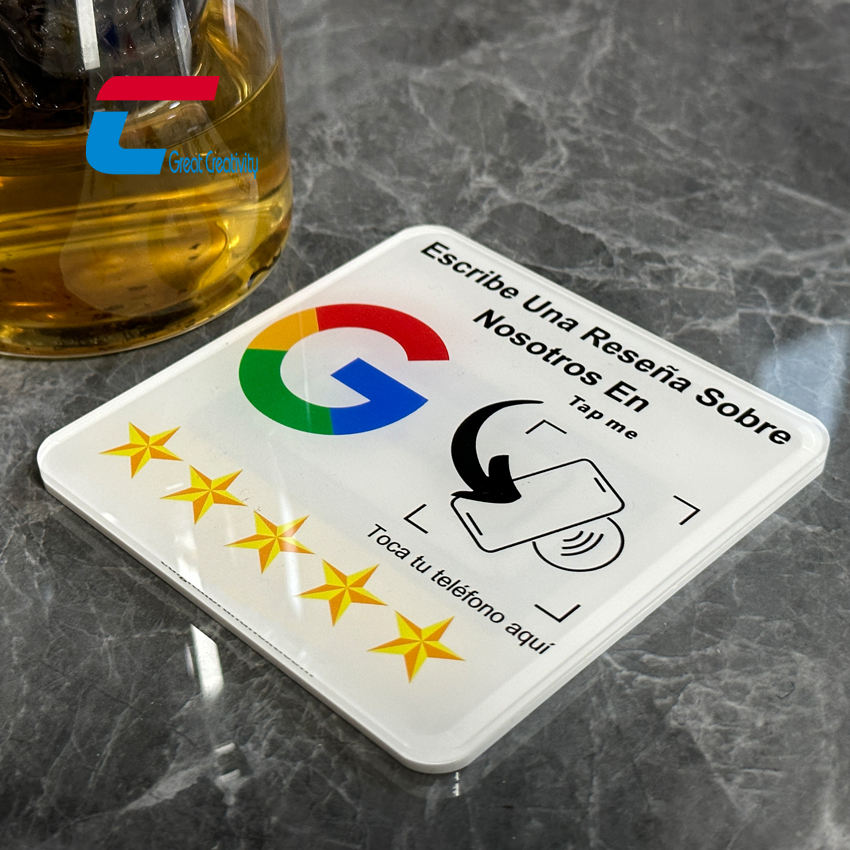 Great Creativity
Escribe Una Reseña Sobre
Nosotros En
Tap me
Toca tu teléfono aquí